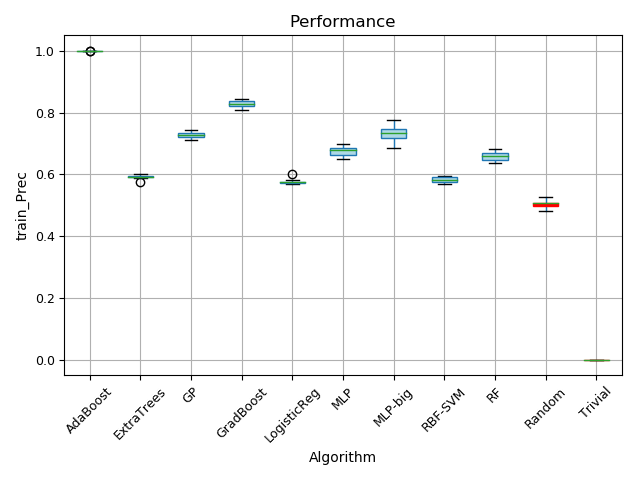 Performance
1.0
0.8
0.6
0.4
0.2
0.0
train_Prec
AdaBoost
ExtraTrees
GP
GradBoost
LogisticReg
MLP
MLP-big
RBF-SVM
RF
Random
Trivial
Algorithm